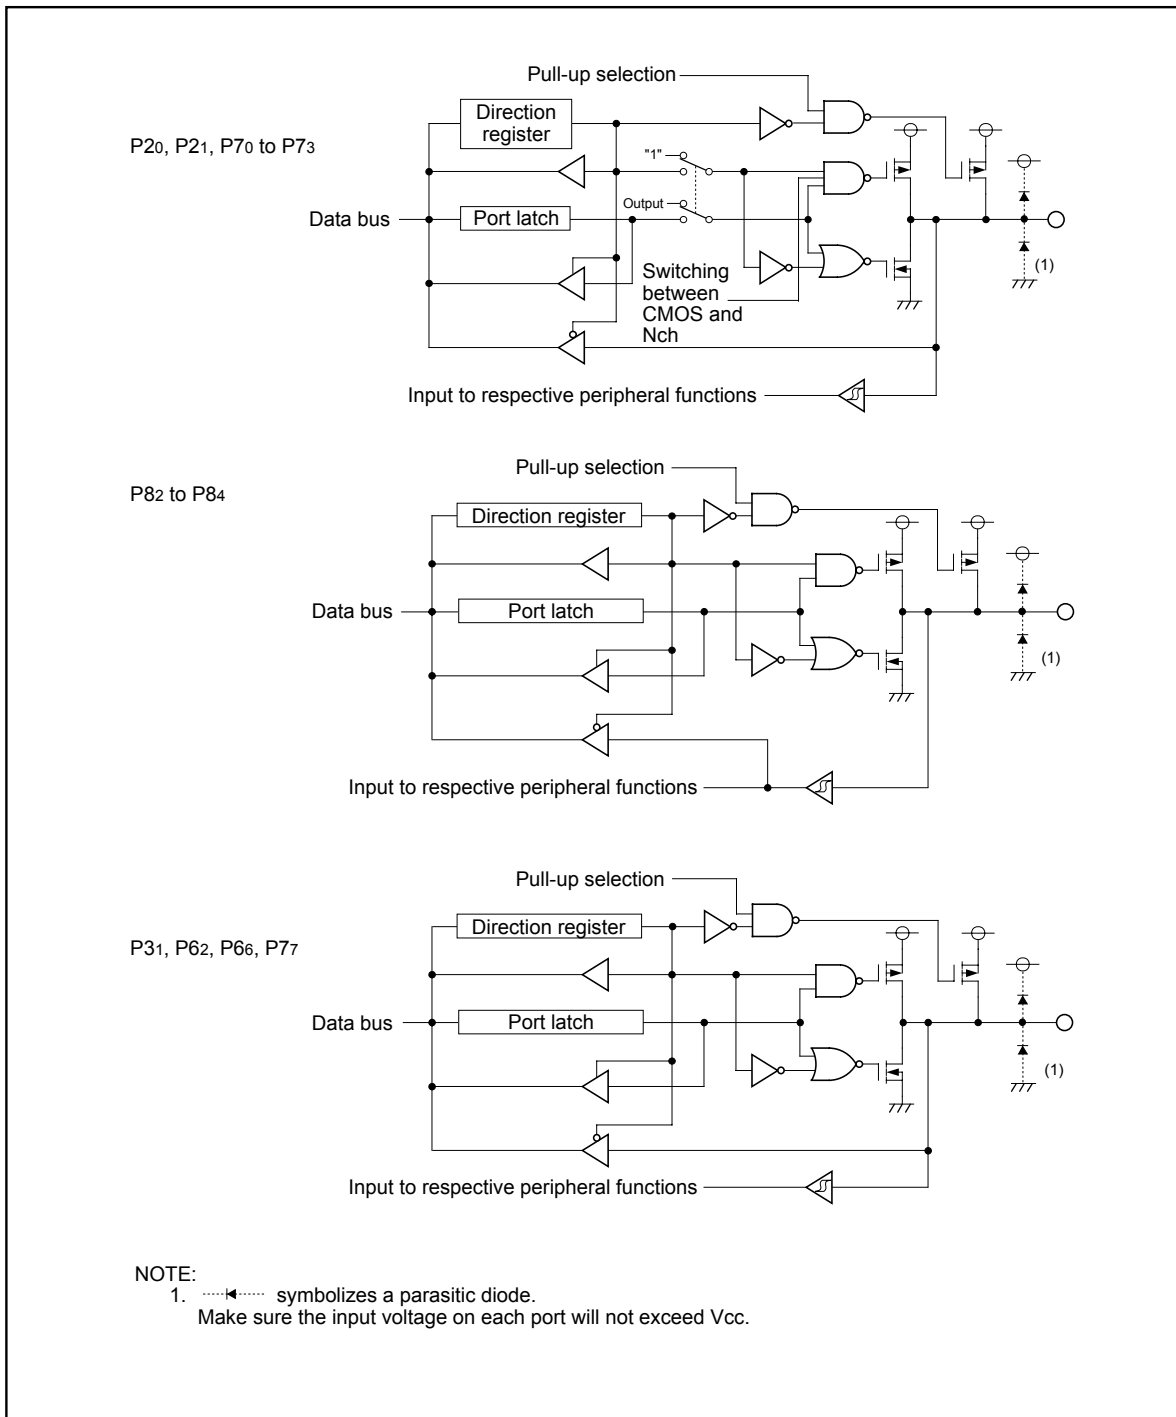 Pull-up selection
Direction
register
P20, P21, P70 to P73
"1"
Output
Data bus
Port latch
(1)
Switching
between
CMOS and
Nch
Input to respective peripheral functions
Pull-up selection
P82 to P84
Direction register
Data bus
Port latch
(1)
Input to respective peripheral functions
Pull-up selection
Direction register
P31, P62, P66, P77
Data bus
Port latch
(1)
Input to respective peripheral functions
NOTE:
1. symbolizes a parasitic diode.
Make sure the input voltage on each port will not exceed Vcc.